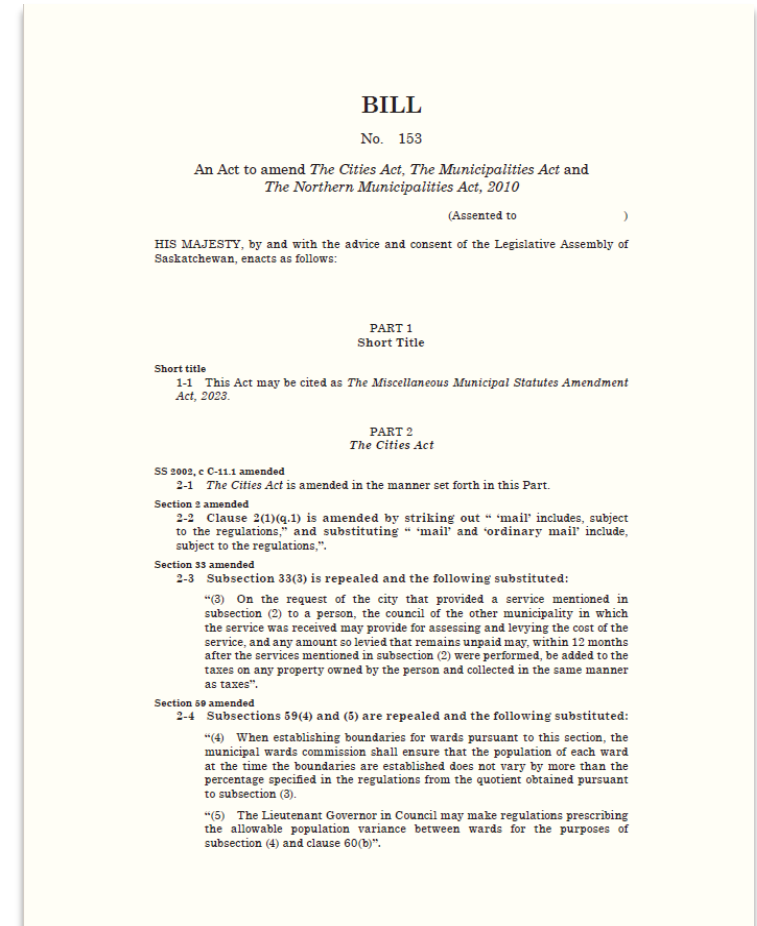 BILL
No. 153
An Act to amend The Cities Act, The Municipalities Act and
The Northern Municipalities Act, 2010
(Assented to )
HIS MAJESTY, by and with the advice and consent of the Legislative Assembly of
Saskatchewan, enacts as follows:
PART 1
Short Title
Short title
1-1 This Act may be cited as The Miscellaneous Municipal Statutes Amendment
Act, 2023.
PART 2
The Cities Act
SS 2002, c C-11.1 amended
2-1 The Cities Act is amended in the manner set forth in this Part.
Section 2 amended
2-2 Clause 2(1)(q.1) is amended by striking out “ ‘mail’ includes, subject
to the regulations,” and substituting “ ‘mail’ and ‘ordinary mail’ include,
subject to the regulations,”.
Section 33 amended
2-3 Subsection 33(3) is repealed and the following substituted:
“(3) On the request of the city that provided a service mentioned in
subsection (2) to a person, the council of the other municipality in which
the service was received may provide for assessing and levying the cost of the
service, and any amount so levied that remains unpaid may, within 12 months
after the services mentioned in subsection (2) were performed, be added to the
taxes on any property owned by the person and collected in the same manner
as taxes”.
Section 59 amended
2-4 Subsections 59(4) and (5) are repealed and the following substituted:
“(4) When establishing boundaries for wards pursuant to this section, the
municipal wards commission shall ensure that the population of each ward
at the time the boundaries are established does not vary by more than the
percentage specified in the regulations from the quotient obtained pursuant
to subsection (3).
“(5) The Lieutenant Governor in Council may make regulations prescribing
the allowable population variance between wards for the purposes of
subsection (4) and clause 60(b)”.